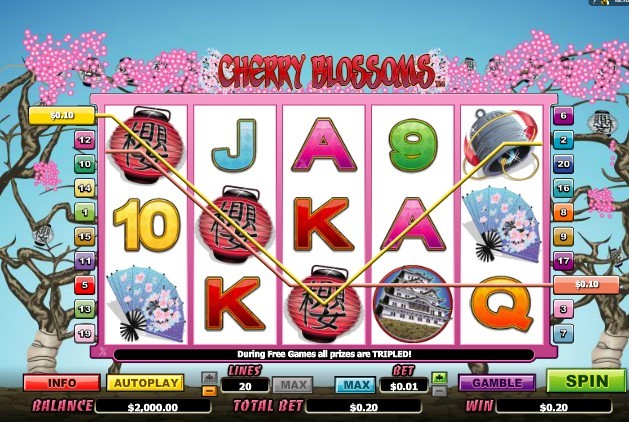 CHERRY BLOSSOMS™
$0.10
6
12
櫻
J
A
9
2
10
20
14
16
1
10
櫻
K
A
8
15
9
11
17
5
K
櫻
Q
$0.10
13
3
19
7
During Free Games all prizes are TRIPLED!
INFO
AUTOPLAY
LINES
20
MAX
MAX
BET
$0.01
GAMBLE
SPIN
BALANCE
$2,000.00
TOTAL BET
$0.20
WIN
$0.20